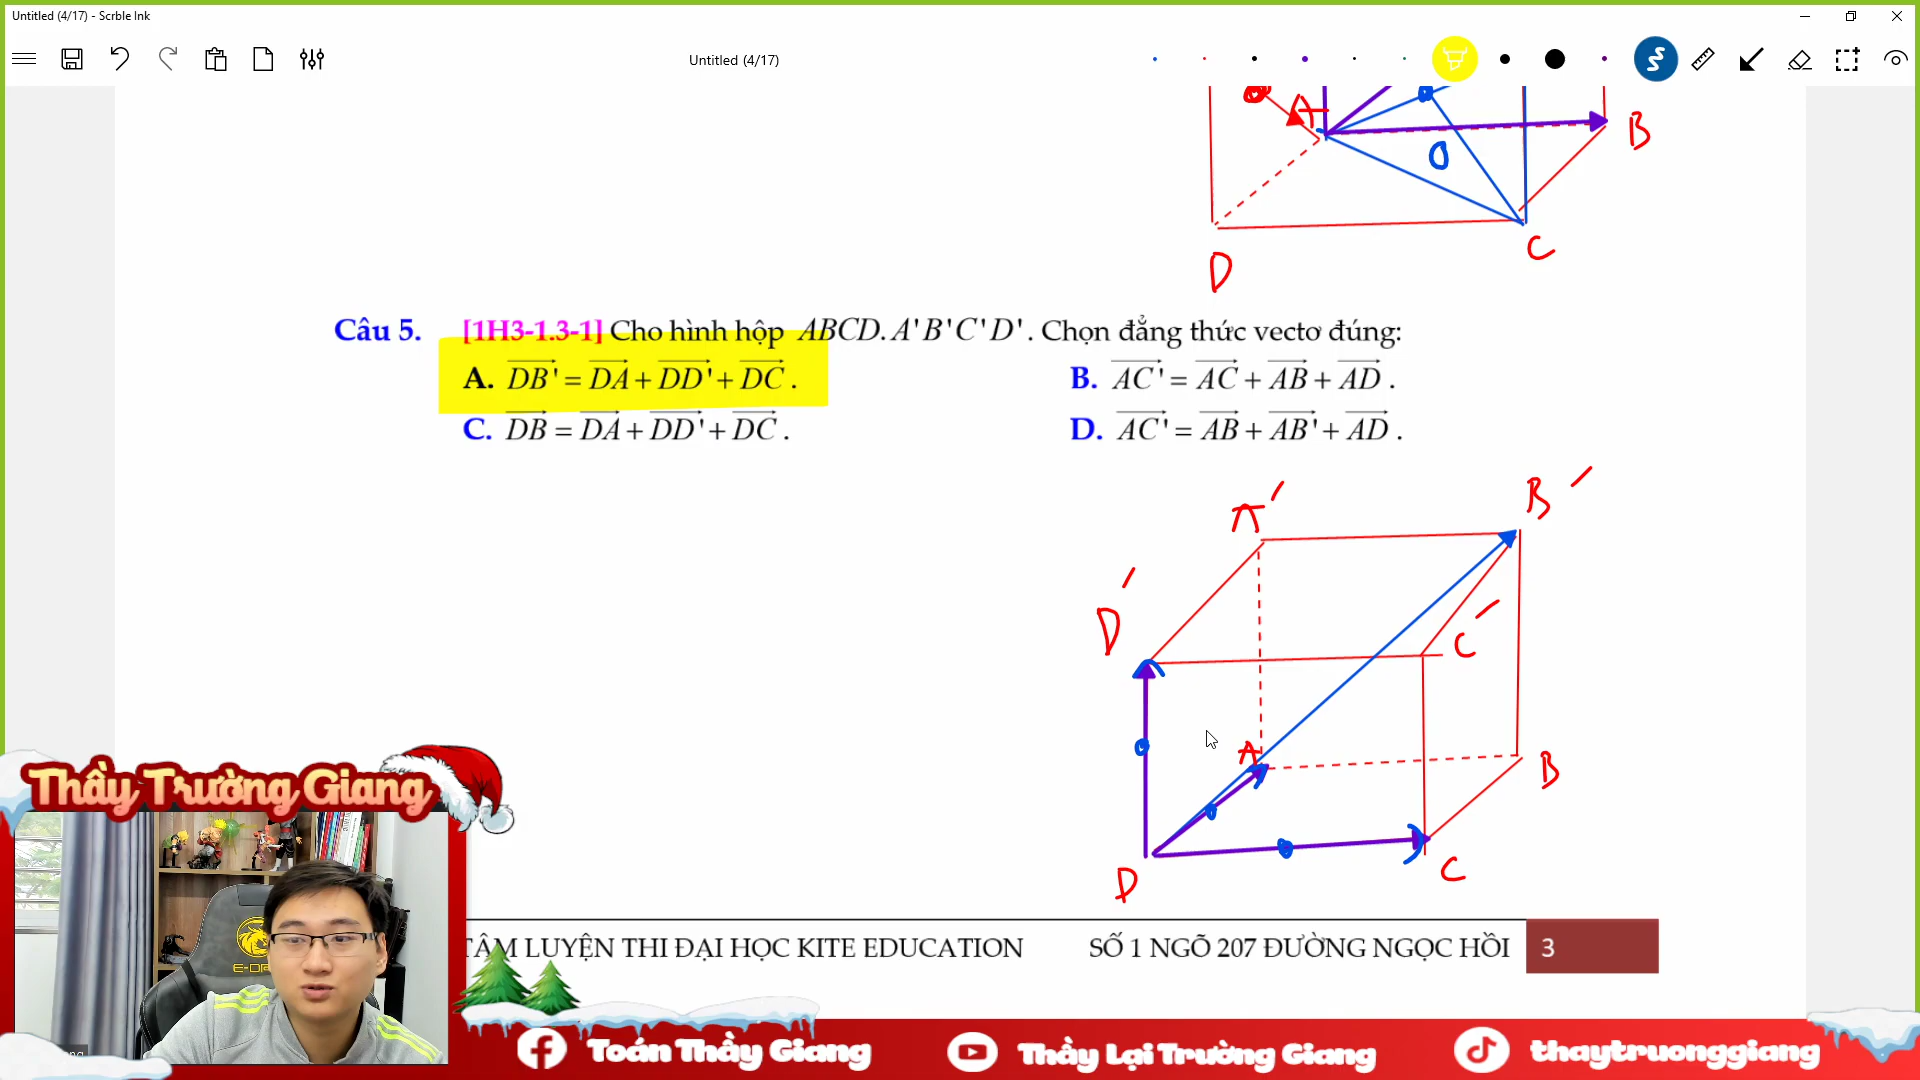 Untitled (4/17) - Scrble Ink
Untitled (4/17)
A
B
O
D
C
Câu 5. [1H3-1.3-1] Cho hình hộp ABCD.A'B'C'D'. Chọn đẳng thức vectơ đúng:
A. DB' = DA + DD' + DC.
B. AC' = AC + AB + AD.
C. DB = DA + DD' + DC.
D. AC' = AB + AB' + AD.
A'
B'
D'
C'
A
B
D
C
Thầy Trường Giang
TÂM LUYỆN THI ĐẠI HỌC KITE EDUCATION
SỐ 1 NGÕ 207 ĐƯỜNG NGỌC HỒI
3
Toán Thầy Giang
Thầy Lại Trường Giang
thaytruonggiang